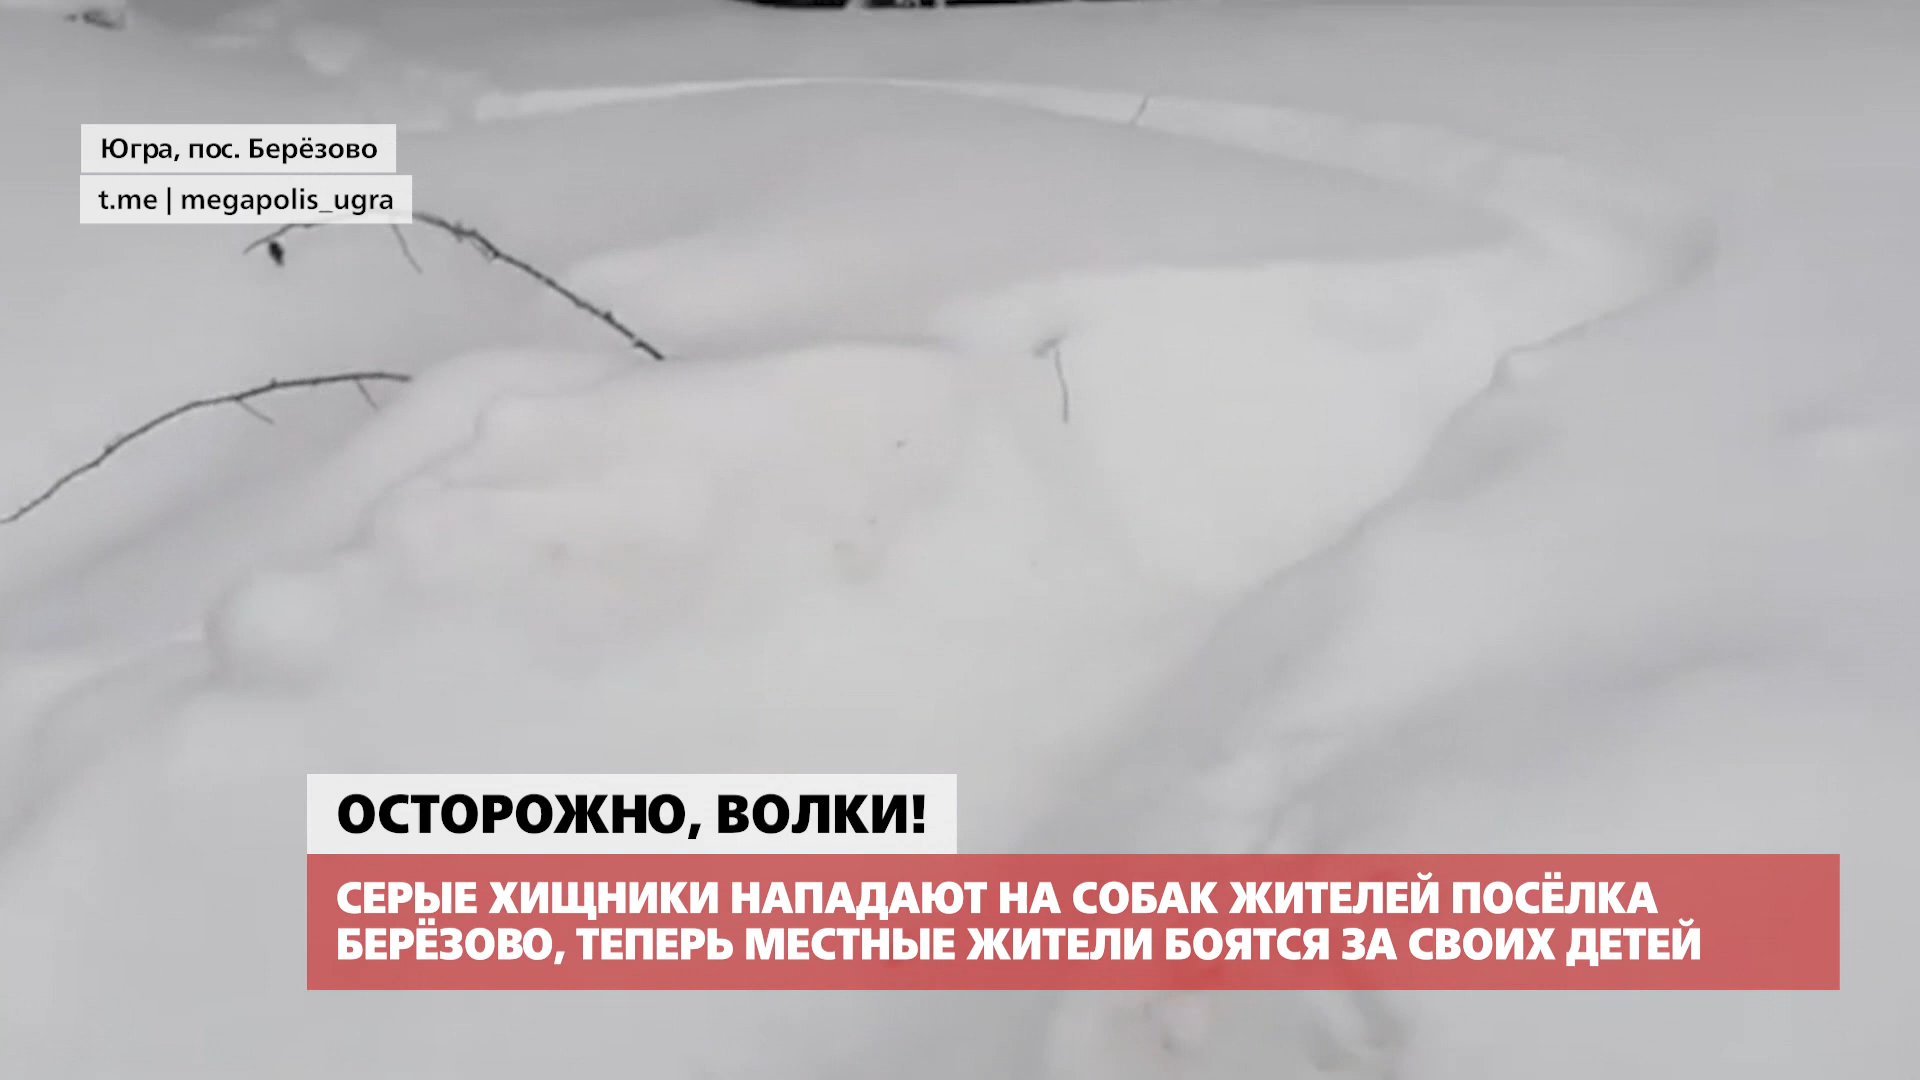 Югра, пос. Берёзово
t.me | megapolis_ugra
ОСТОРОЖНО, ВОЛКИ!
СЕРЫЕ ХИЩНИКИ НАПАДАЮТ НА СОБАК ЖИТЕЛЕЙ ПОСЁЛКА
БЕРЁЗОВО, ТЕПЕРЬ МЕСТНЫЕ ЖИТЕЛИ БОЯТСЯ ЗА СВОИХ ДЕТЕЙ